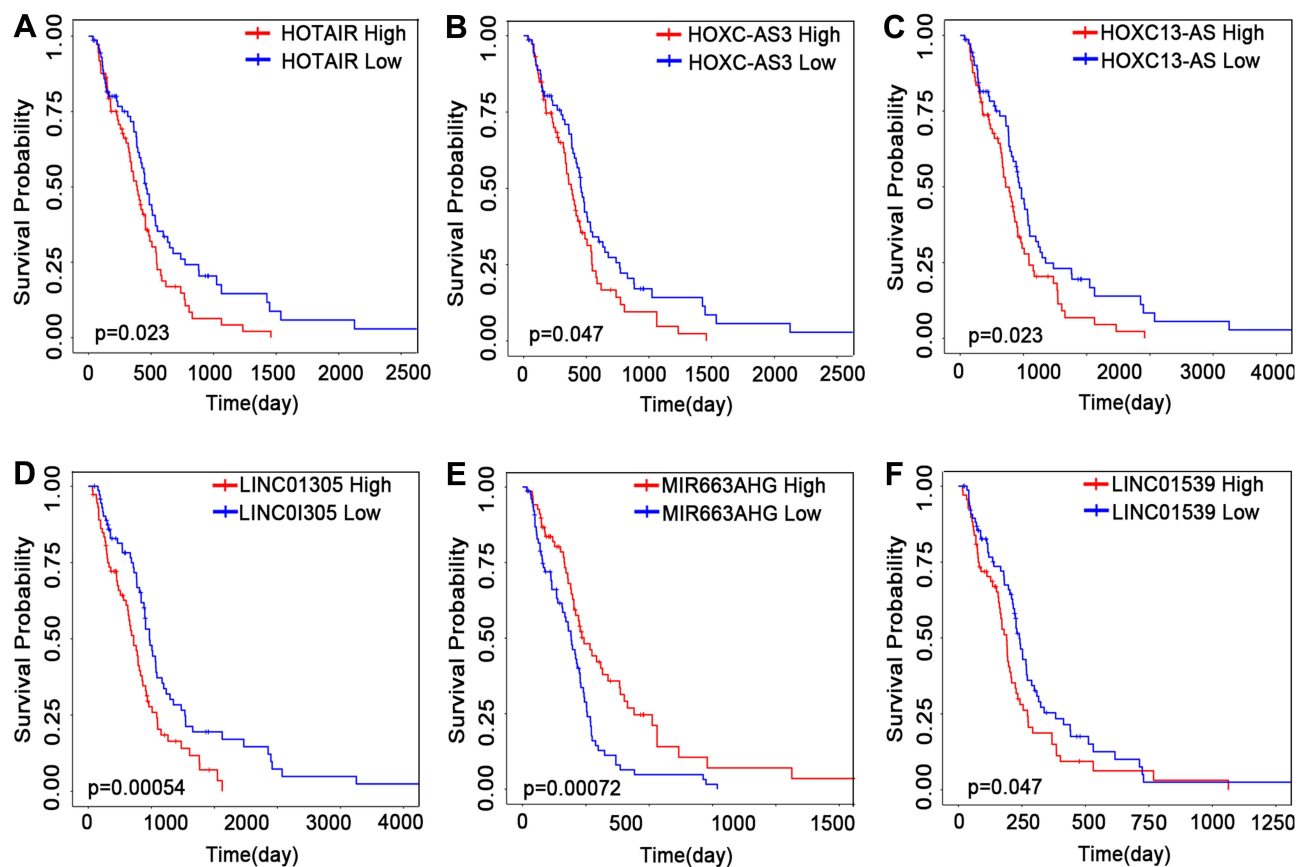 A
HOTAIR High
HOTAIR Low
Survival Probability
1.00
0.75
0.50
0.25
0.00
p=0.023
0 500 1000 1500 2000 2500
Time(day)
B
HOXC-AS3 High
HOXC-AS3 Low
Survival Probability
1.00
0.75
0.50
0.25
0.00
p=0.047
0 500 1000 1500 2000 2500
Time(day)
C
HOXC13-AS High
HOXC13-AS Low
Survival Probability
1.00
0.75
0.50
0.25
0.00
p=0.023
0 1000 2000 3000 4000
Time(day)
D
LINC01305 High
LINC0I305 Low
Survival Probability
1.00
0.75
0.50
0.25
0.00
p=0.00054
0 1000 2000 3000 4000
Time(day)
E
MIR663AHG High
MIR663AHG Low
Survival Probability
1.00
0.75
0.50
0.25
0.00
p=0.00072
0 500 1000 1500
Time(day)
F
LINC01539 High
LINC01539 Low
Survival Probability
1.00
0.75
0.50
0.25
0.00
p=0.047
0 250 500 750 1000 1250
Time(day)